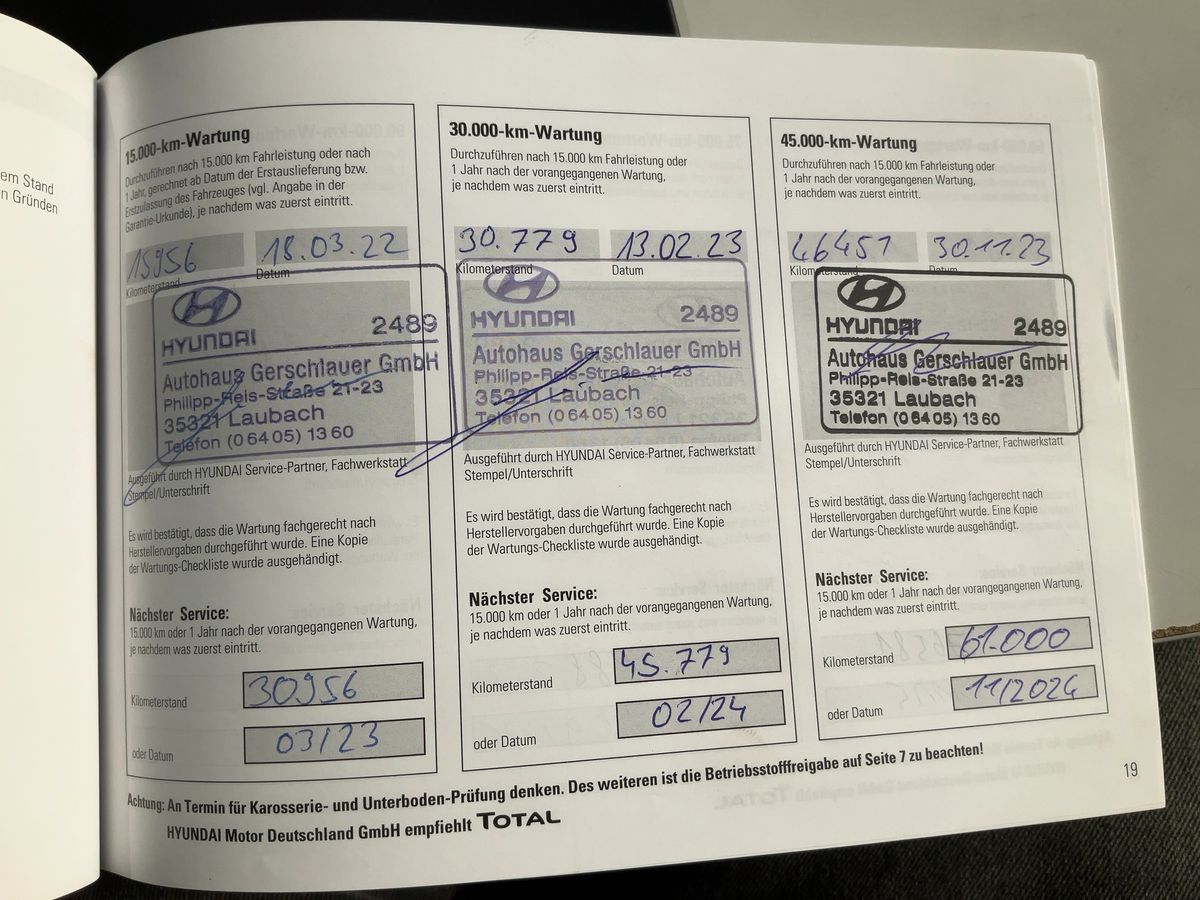 em Stand
n Gründen
15.000-km-Wartung
Durchzuführen nach 15.000 km Fahrleistung oder nach
1 Jahr, gerechnet ab Datum der Erstauslieferung bzw.
Erstzulassung des Fahrzeuges (vgl. Angabe in der
Garantie-Urkunde), je nachdem was zuerst eintritt.
15956 18.03.22
Kilometerstand Datum
HYUNDAI 2489
Autohaus Gerschlauer GmbH
Philipp-Reis-Straße 21-23
35321 Laubach
Telefon (0 64 05) 13 60
Ausgeführt durch HYUNDAI Service-Partner, Fachwerkstatt
Stempel/Unterschrift
Es wird bestätigt, dass die Wartung fachgerecht nach
Herstellervorgaben durchgeführt wurde. Eine Kopie
der Wartungs-Checkliste wurde ausgehändigt.
Nächster Service:
15.000 km oder 1 Jahr nach der vorangegangenen Wartung,
je nachdem was zuerst eintritt.
Kilometerstand 30956
oder Datum 03/23
30.000-km-Wartung
Durchzuführen nach 15.000 km Fahrleistung oder
1 Jahr nach der vorangegangenen Wartung,
je nachdem was zuerst eintritt.
30.779 13.02.23
Kilometerstand Datum
HYUNDAI 2489
Autohaus Gerschlauer GmbH
Philipp-Reis-Straße 21-23
35321 Laubach
Telefon (0 64 05) 13 60
Ausgeführt durch HYUNDAI Service-Partner, Fachwerkstatt
Stempel/Unterschrift
Es wird bestätigt, dass die Wartung fachgerecht nach
Herstellervorgaben durchgeführt wurde. Eine Kopie
der Wartungs-Checkliste wurde ausgehändigt.
Nächster Service:
15.000 km oder 1 Jahr nach der vorangegangenen Wartung,
je nachdem was zuerst eintritt.
Kilometerstand 45.779
oder Datum 02/24
45.000-km-Wartung
Durchzuführen nach 15.000 km Fahrleistung oder
1 Jahr nach der vorangegangenen Wartung,
je nachdem was zuerst eintritt.
46451 30.11.23
Kilometerstand Datum
HYUNDAI 2489
Autohaus Gerschlauer GmbH
Philipp-Reis-Straße 21-23
35321 Laubach
Telefon (0 64 05) 13 60
Ausgeführt durch HYUNDAI Service-Partner, Fachwerkstatt
Stempel/Unterschrift
Es wird bestätigt, dass die Wartung fachgerecht nach
Herstellervorgaben durchgeführt wurde. Eine Kopie
der Wartungs-Checkliste wurde ausgehändigt.
Nächster Service:
15.000 km oder 1 Jahr nach der vorangegangenen Wartung,
je nachdem was zuerst eintritt.
Kilometerstand 61.000
oder Datum 11/2024
Achtung: An Termin für Karosserie- und Unterboden-Prüfung denken. Des weiteren ist die Betriebsstofffreigabe auf Seite 7 zu beachten!
HYUNDAI Motor Deutschland GmbH empfiehlt TOTAL
19